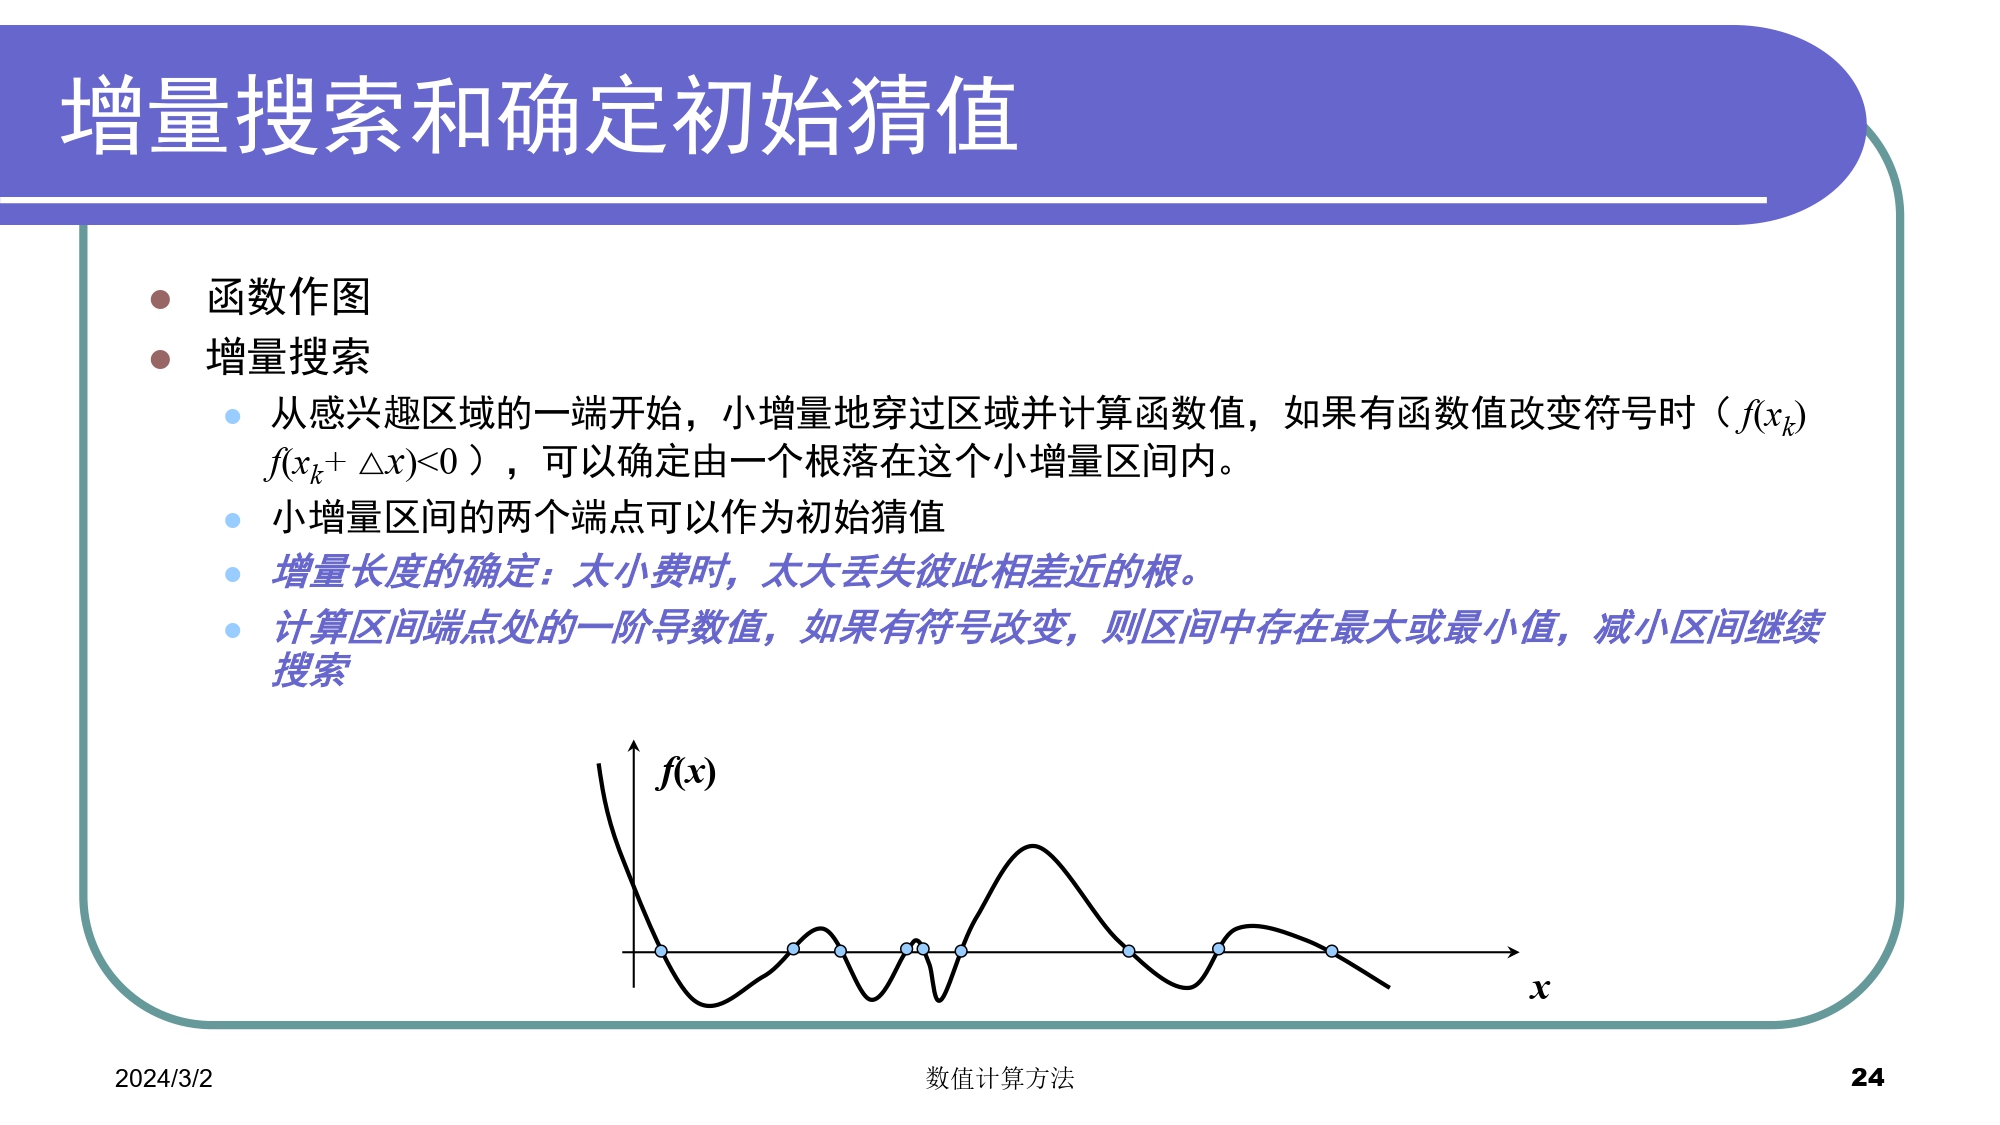 增量搜索和确定初始猜值
函数作图
增量搜索
从感兴趣区域的一端开始，小增量地穿过区域并计算函数值，如果有函数值改变符号时（ f(xk)
f(xk+ △x)<0 ），可以确定由一个根落在这个小增量区间内。
小增量区间的两个端点可以作为初始猜值
增量长度的确定：太小费时，太大丢失彼此相差近的根。
计算区间端点处的一阶导数值，如果有符号改变，则区间中存在最大或最小值，减小区间继续
搜索
f(x)
x
2024/3/2
数值计算方法
24